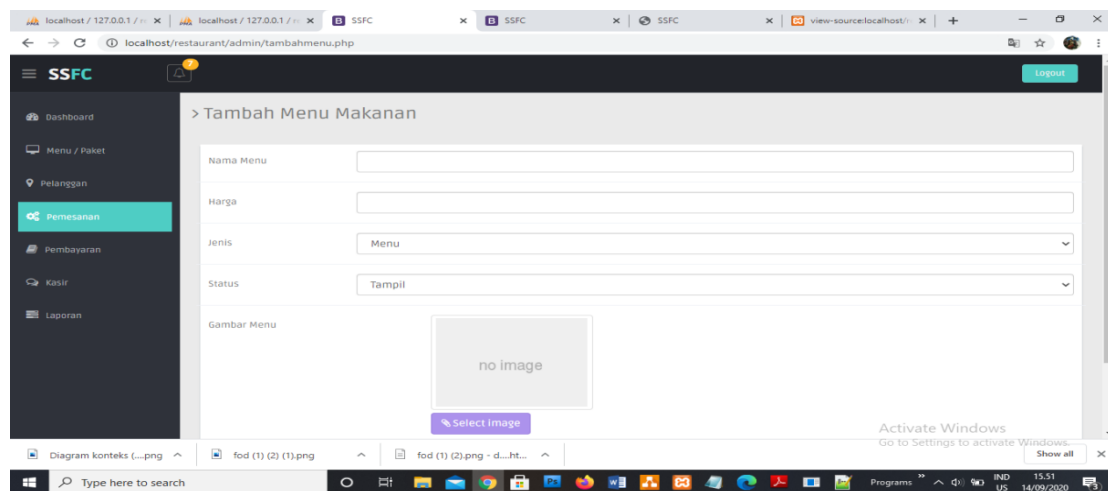 localhost / 127.0.0.1 / localhost / 127.0.0.1 / SSFC SSFC SSFC view-source:localhost/
localhost/restaurant/admin/tambahmenu.php
SSFC 7 Logout
Dashboard
Menu / Paket
Pelanggan
Pemesanan
Pembayaran
Kasir
Laporan
> Tambah Menu Makanan
Nama Menu
Harga
Jenis Menu
Status Tampil
Gambar Menu
no image
Select Image
Activate Windows
Go to Settings to activate Windows.
Diagram konteks (....png fod (1) (2) (1).png fod (1) (2).png - d....ht... Show all
Type here to search Programs IND 15.51
US 14/09/2020